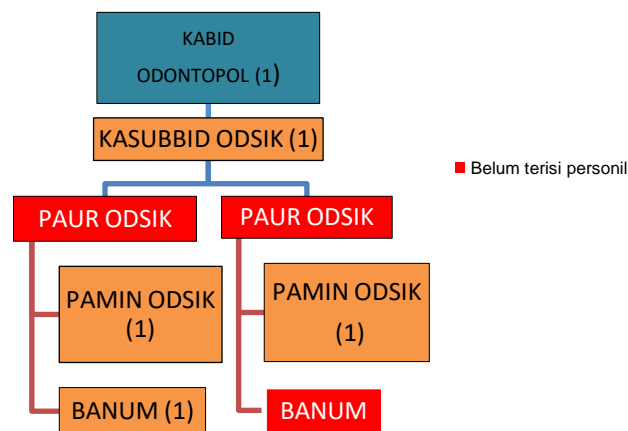 KABID
ODONTOPOL (1)
KASUBBID ODSIK (1)
Belum terisi personil
PAUR ODSIK
PAUR ODSIK
PAMIN ODSIK
(1)
PAMIN ODSIK
(1)
BANUM (1)
BANUM